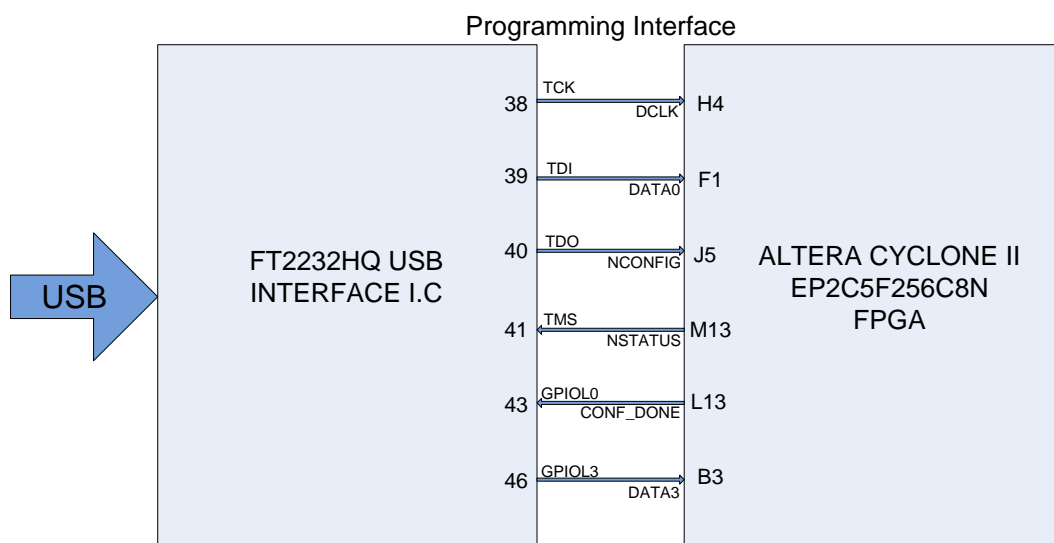 Programming Interface
38 TCK DCLK H4
39 TDI DATA0 F1
40 TDO NCONFIG J5
FT2232HQ USB
INTERFACE I.C
ALTERA CYCLONE II
EP2C5F256C8N
FPGA
USB
41 TMS NSTATUS M13
43 GPIOL0 CONF_DONE L13
46 GPIOL3 DATA3 B3